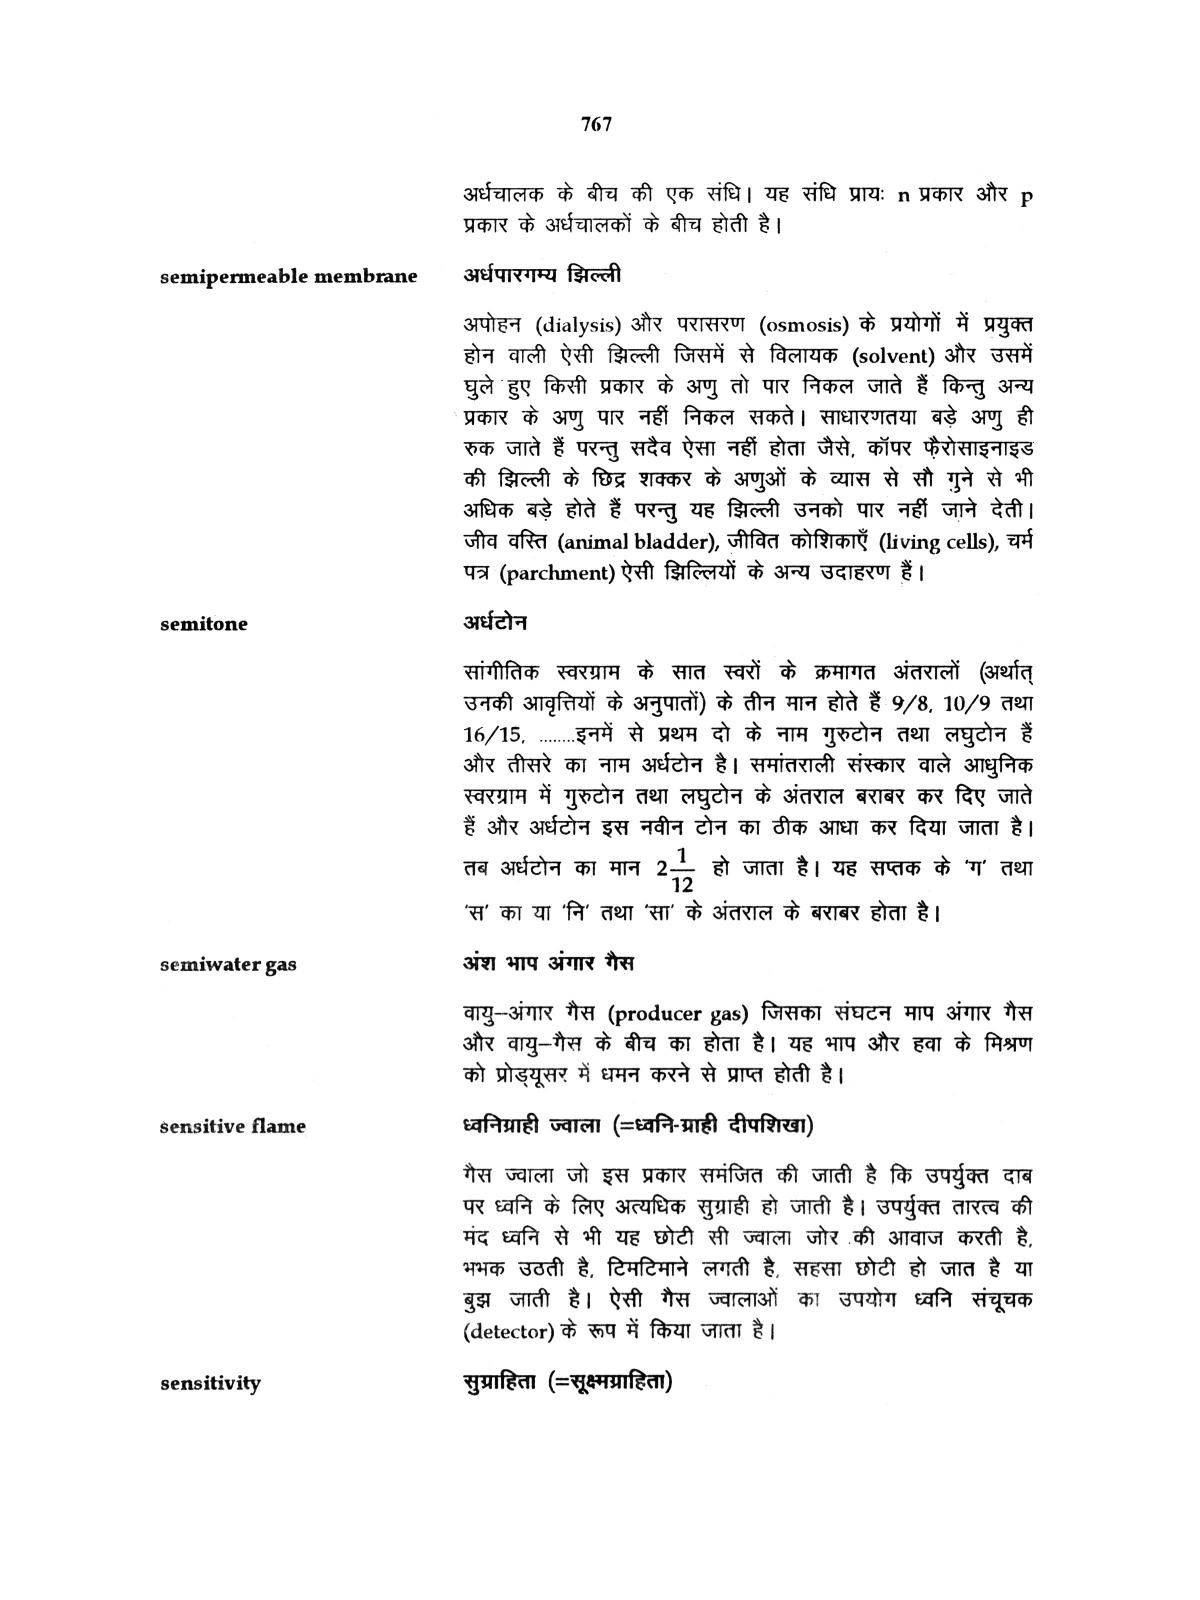 767
अर्धचालक के बीच की एक संधि। यह संधि प्रायः n प्रकार और p
प्रकार के अर्धचालकों के बीच होती है।
semipermeable membrane अर्धपारगम्य झिल्ली
अपोहन (dialysis) और परासरण (osmosis) के प्रयोगों में प्रयुक्त
होन वाली ऐसी झिल्ली जिसमें से विलायक (solvent) और उसमें
घुले हुए किसी प्रकार के अणु तो पार निकल जाते हैं किन्तु अन्य
प्रकार के अणु पार नहीं निकल सकते। साधारणतया बड़े अणु ही
रुक जाते हैं परन्तु सदैव ऐसा नहीं होता जैसे, कॉपर फ़ैरोसाइनाइड
की झिल्ली के छिद्र शक्कर के अणुओं के व्यास से सौ गुने से भी
अधिक बड़े होते हैं परन्तु यह झिल्ली उनको पार नहीं जाने देती।
जीव वस्ति (animal bladder), जीवित कोशिकाएँ (living cells), चर्म
पत्र (parchment) ऐसी झिल्लियों के अन्य उदाहरण हैं।
semitone अर्धटोन
सांगीतिक स्वरग्राम के सात स्वरों के क्रमागत अंतरालों (अर्थात्
उनकी आवृत्तियों के अनुपातों) के तीन मान होते हैं 9/8, 10/9 तथा
16/15, ........इनमें से प्रथम दो के नाम गुरुटोन तथा लघुटोन हैं
और तीसरे का नाम अर्धटोन है। समांतराली संस्कार वाले आधुनिक
स्वरग्राम में गुरुटोन तथा लघुटोन के अंतराल बराबर कर दिए जाते
हैं और अर्धटोन इस नवीन टोन का ठीक आधा कर दिया जाता है।
तब अर्धटोन का मान 2 1/12 हो जाता है। यह सप्तक के 'ग' तथा
'स' का या 'नि' तथा 'सा' के अंतराल के बराबर होता है।
semiwater gas अंश भाप अंगार गैस
वायु–अंगार गैस (producer gas) जिसका संघटन माप अंगार गैस
और वायु–गैस के बीच का होता है। यह भाप और हवा के मिश्रण
को प्रोड्यूसर में धमन करने से प्राप्त होती है।
sensitive flame ध्वनिग्राही ज्वाला (=ध्वनि-ग्राही दीपशिखा)
गैस ज्वाला जो इस प्रकार समंजित की जाती है कि उपर्युक्त दाब
पर ध्वनि के लिए अत्यधिक सुग्राही हो जाती है। उपर्युक्त तारत्व की
मंद ध्वनि से भी यह छोटी सी ज्वाला जोर की आवाज करती है,
भभक उठती है, टिमटिमाने लगती है, सहसा छोटी हो जात है या
बुझ जाती है। ऐसी गैस ज्वालाओं का उपयोग ध्वनि संचूचक
(detector) के रूप में किया जाता है।
sensitivity सुग्राहिता (=सूक्ष्मग्राहिता)